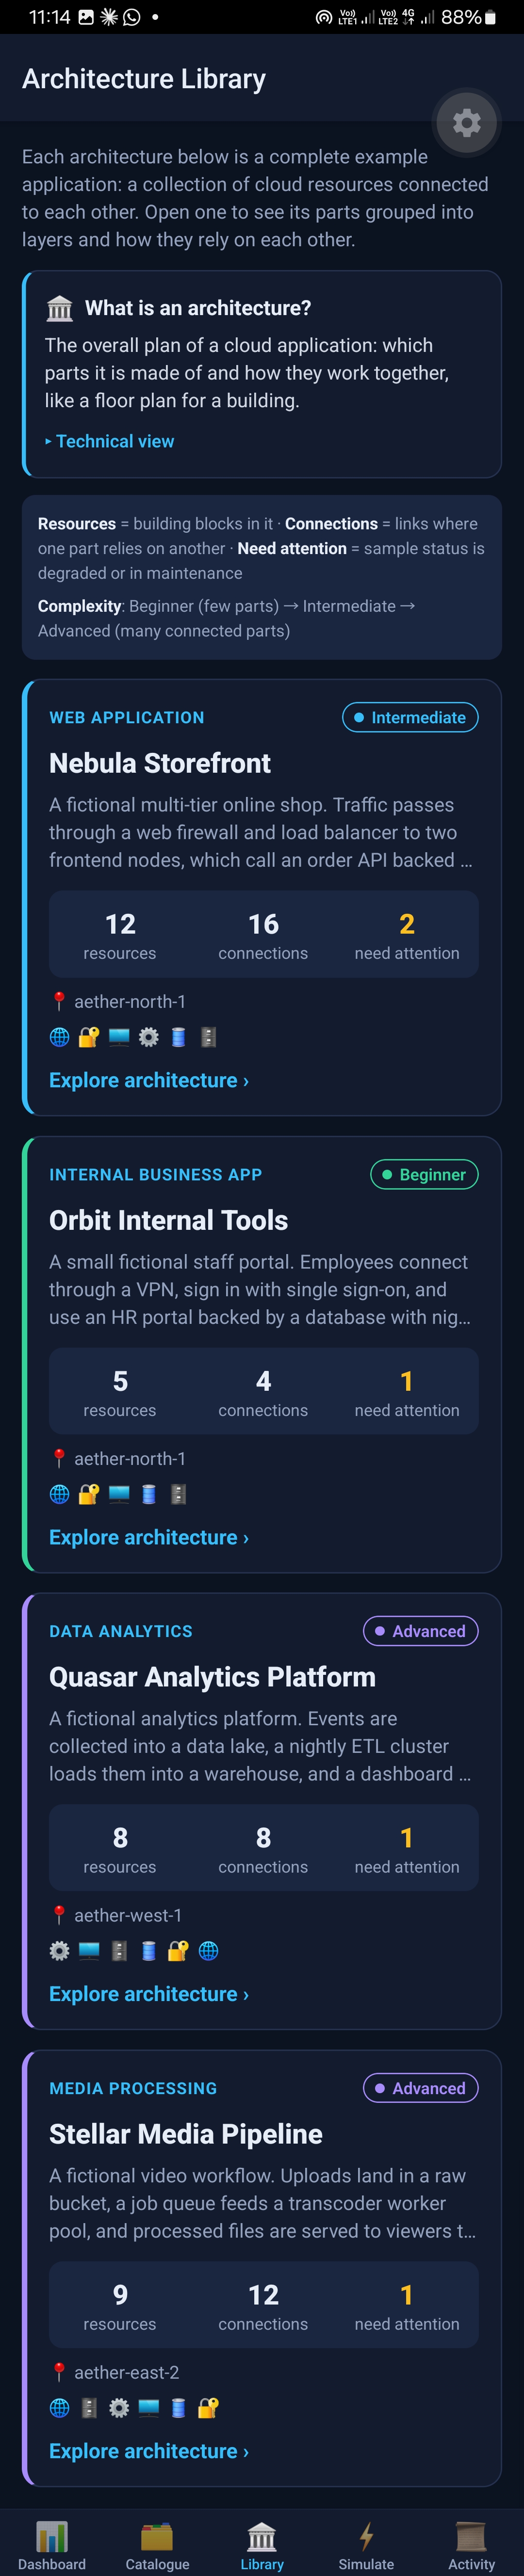 11:14
Vo)) LTE1 Vo)) LTE2 4G 88%
Architecture Library
Each architecture below is a complete example
application: a collection of cloud resources connected
to each other. Open one to see its parts grouped into
layers and how they rely on each other.
What is an architecture?
The overall plan of a cloud application: which
parts it is made of and how they work together,
like a floor plan for a building.
▸ Technical view
Resources = building blocks in it · Connections = links where
one part relies on another · Need attention = sample status is
degraded or in maintenance
Complexity: Beginner (few parts) → Intermediate →
Advanced (many connected parts)
WEB APPLICATION
Intermediate
Nebula Storefront
A fictional multi-tier online shop. Traffic passes
through a web firewall and load balancer to two
frontend nodes, which call an order API backed ...
12 16 2
resources connections need attention
aether-north-1
Explore architecture ›
INTERNAL BUSINESS APP
Beginner
Orbit Internal Tools
A small fictional staff portal. Employees connect
through a VPN, sign in with single sign-on, and
use an HR portal backed by a database with nig...
5 4 1
resources connections need attention
aether-north-1
Explore architecture ›
DATA ANALYTICS
Advanced
Quasar Analytics Platform
A fictional analytics platform. Events are
collected into a data lake, a nightly ETL cluster
loads them into a warehouse, and a dashboard ...
8 8 1
resources connections need attention
aether-west-1
Explore architecture ›
MEDIA PROCESSING
Advanced
Stellar Media Pipeline
A fictional video workflow. Uploads land in a raw
bucket, a job queue feeds a transcoder worker
pool, and processed files are served to viewers t...
9 12 1
resources connections need attention
aether-east-2
Explore architecture ›
Dashboard Catalogue Library Simulate Activity